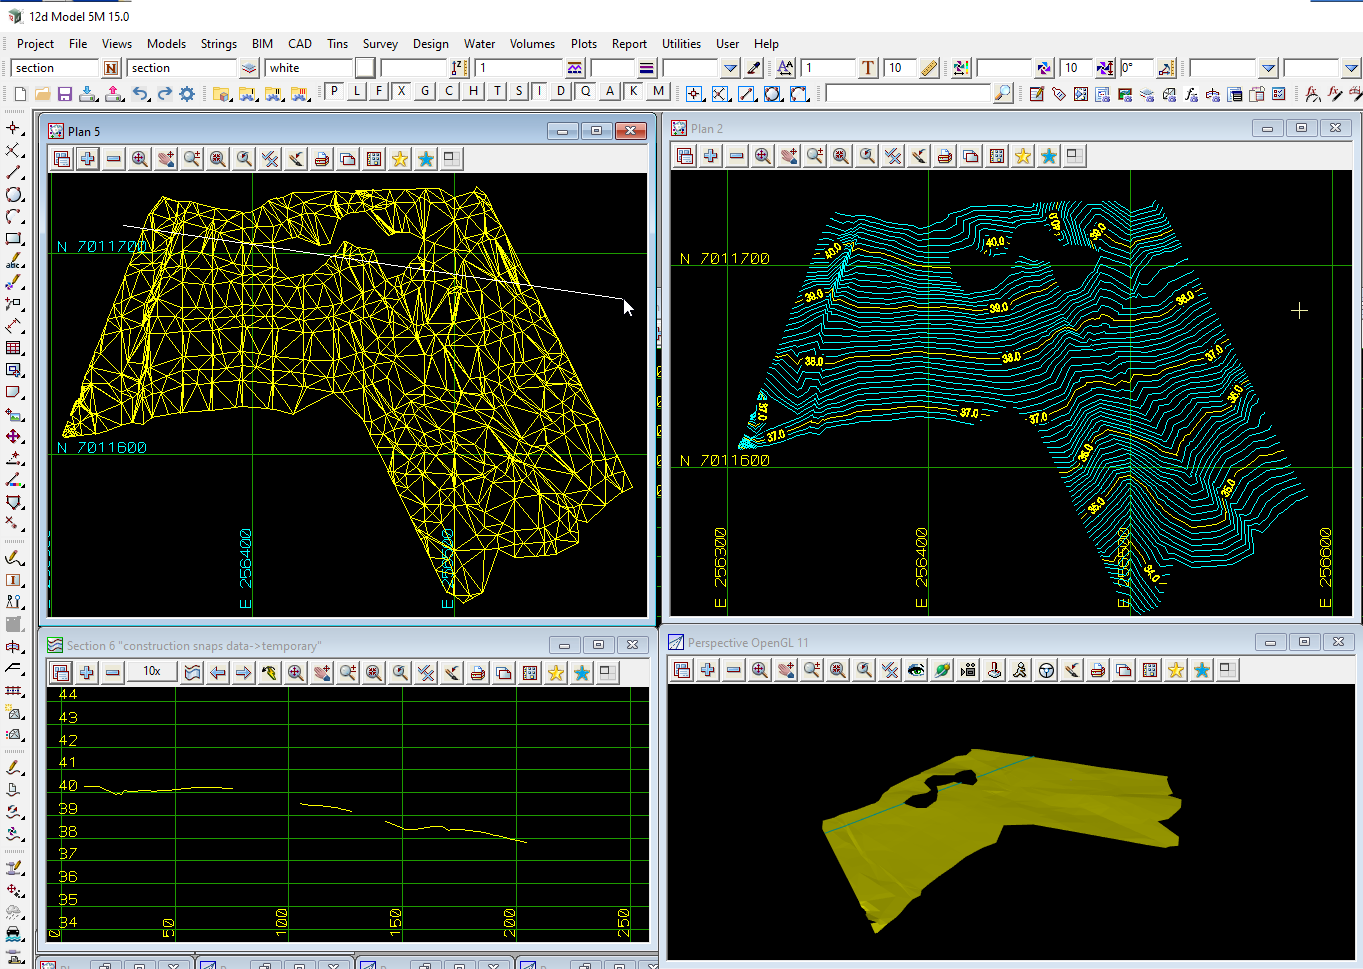 12d Model 5M 15.0
Project File Views Models Strings BIM CAD Tins Survey Design Water Volumes Plots Report Utilities User Help
section section white 1 1 10 10 0°
P L F X G C H T S I D Q A K M
Plan 5
N 7011700
N 7011600
E 256400
E 256500
Plan 2
N 7011700
N 7011600
E 256300
E 256400
E 256500
E 256600
40.0
40.0
40.0
39.0
39.0
39.0
38.0
38.0
38.0
37.0
37.0
37.0
37.0
37.0
36.0
36.0
35.0
35.0
34.0
Section 6 "construction snaps data->temporary"
10x
44
43
42
41
40
39
38
37
36
35
34
0 50 100 150 200 250
Perspective OpenGL 11